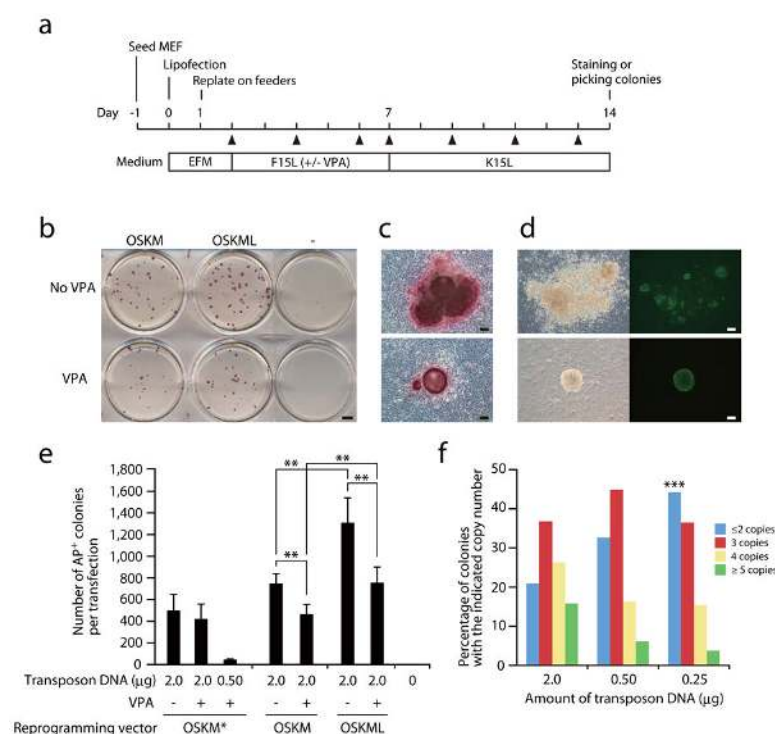 a
Seed MEF
Lipofection
Replate on feeders
Staining or
picking colonies
Day -1 0 1 7 14
Medium EFM F15L (+/- VPA) K15L
b
OSKM OSKML -
No VPA
VPA
c
d
e
Number of AP+ colonies
per transfection
1,800
1,600
1,400
1,200
1,000
800
600
400
200
0
** ** ** **
Transposon DNA (μg) 2.0 2.0 0.50 2.0 2.0 2.0 2.0 0
VPA - + + - + - +
Reprogramming vector OSKM* OSKM OSKML
f
Percentage of colonies
with the indicated copy number
50
40
30
20
10
0
***
≤2 copies
3 copies
4 copies
≥ 5 copies
2.0 0.50 0.25
Amount of transposon DNA (μg)